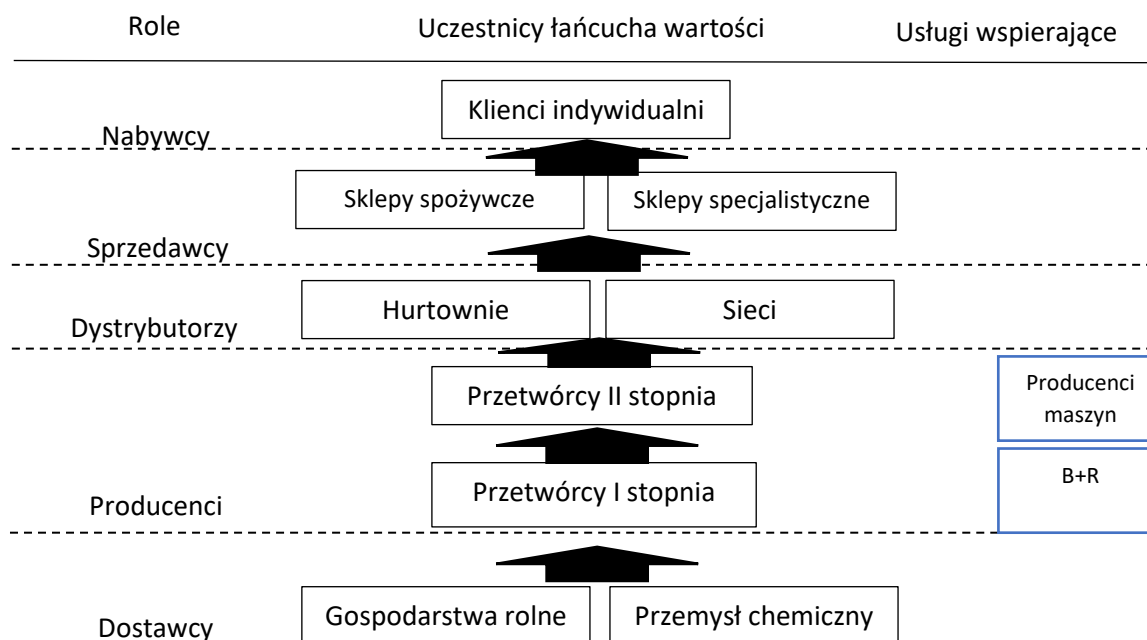 Role Uczestnicy łańcucha wartości Usługi wspierające
Klienci indywidualni
Nabywcy
Sklepy spożywcze Sklepy specjalistyczne
Sprzedawcy
Hurtownie Sieci
Dystrybutorzy
Przetwórcy II stopnia
Producenci
maszyn
Przetwórcy I stopnia
B+R
Producenci
Gospodarstwa rolne Przemysł chemiczny
Dostawcy